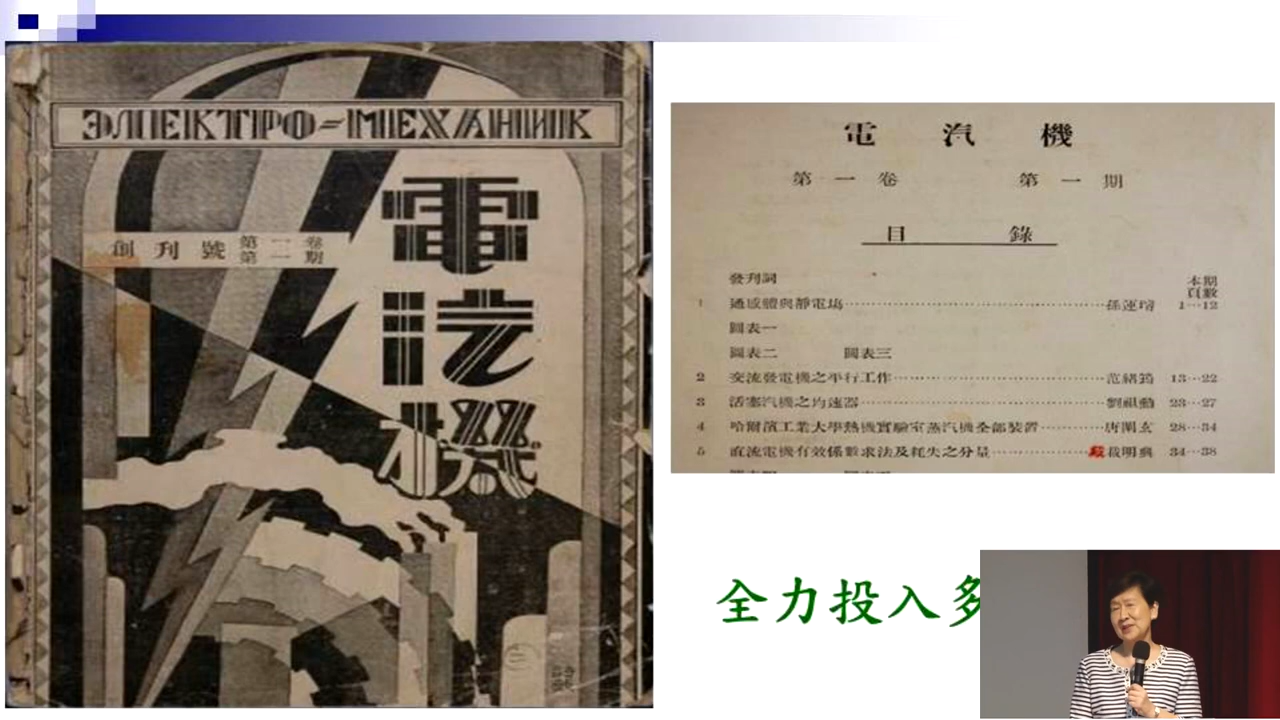 ЭЛЕКТРО=МЕХАНИК
電汽機
創刊號 第一卷 第一期
電汽機
第一卷 第一期
目錄
發刊詞 本期頁數
1 通感體與靜電場 孫運璿 1…12
圖表一
圖表二 圖表三
2 交流發電機之平行工作 范緒筠 13…22
3 活塞汽機之均速器 劉祖勳 23…27
4 哈爾濱工業大學熱機實驗室蒸汽機全部裝置 唐開玄 28…34
5 直流電機有效係數求法及耗失之分量 裁明典 34…38
全力投入多